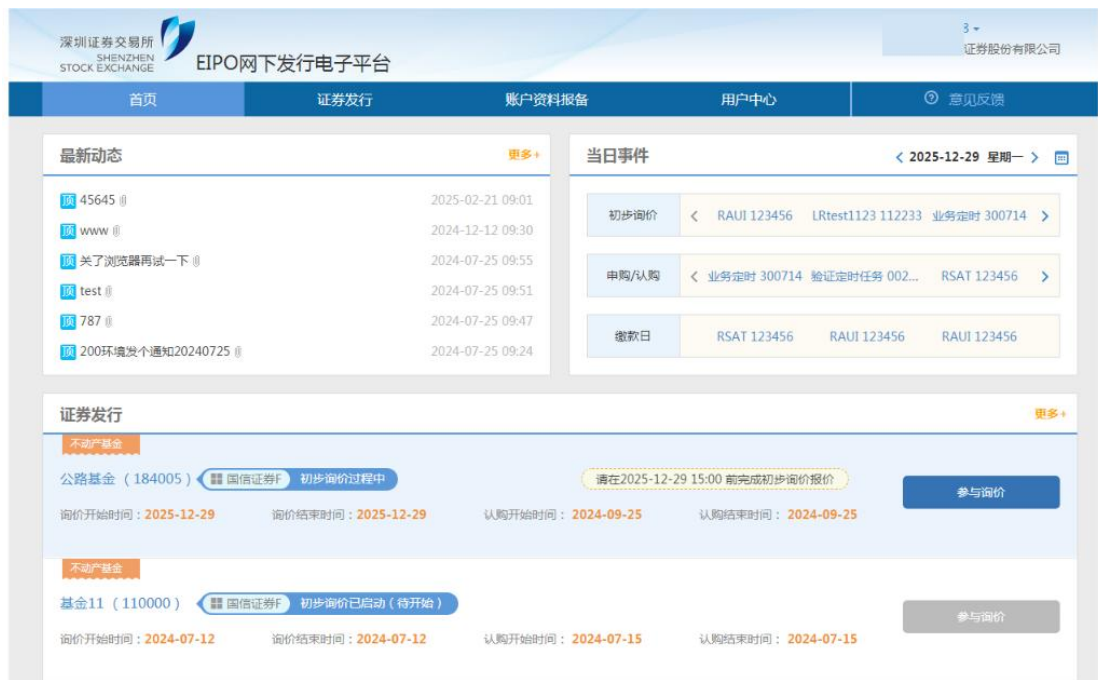 深圳证券交易所
SHENZHEN
STOCK EXCHANGE
EIPO网下发行电子平台
证券股份有限公司
首页 证券发行 账户资料报备 用户中心 意见反馈
最新动态 更多+
顶 45645 2025-02-21 09:01
顶 www 2024-12-12 09:30
顶 关了浏览器再试一下 2024-07-25 09:55
顶 test 2024-07-25 09:51
顶 787 2024-07-25 09:47
顶 200环境发个通知20240725 2024-07-25 09:24
当日事件 < 2025-12-29 星期一 >
初步询价 < RAUI 123456 LRtest1123 112233 业务定时 300714 >
申购/认购 < 业务定时 300714 验证定时任务 002... RSAT 123456 >
缴款日 RSAT 123456 RAUI 123456 RAUI 123456
证券发行 更多+
不动产基金
公路基金 (184005) 国信证券F 初步询价过程中 请在2025-12-29 15:00 前完成初步询价报价 参与询价
询价开始时间：2025-12-29 询价结束时间：2025-12-29 认购开始时间：2024-09-25 认购结束时间：2024-09-25
不动产基金
基金11 (110000) 国信证券F 初步询价已启动(待开始) 参与询价
询价开始时间：2024-07-12 询价结束时间：2024-07-12 认购开始时间：2024-07-15 认购结束时间：2024-07-15